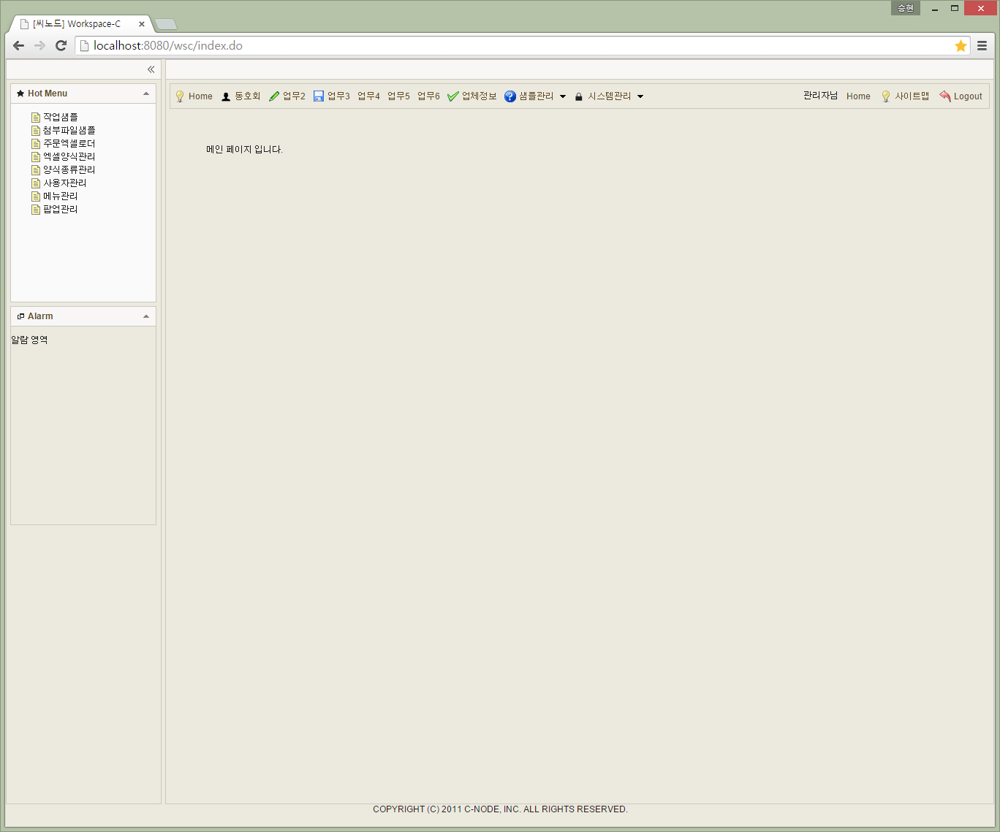 승현
[씨노드] Workspace-C
localhost:8080/wsc/index.do
Home 동호회 업무2 업무3 업무4 업무5 업무6 업체정보 샘플관리 시스템관리 관리자님 Home 사이트맵 Logout
Hot Menu
작업샘플
첨부파일샘플
주문엑셀로더
엑셀양식관리
양식종류관리
사용자관리
메뉴관리
팝업관리
Alarm
알람 영역
메인 페이지 입니다.
COPYRIGHT (C) 2011 C-NODE, INC. ALL RIGHTS RESERVED.